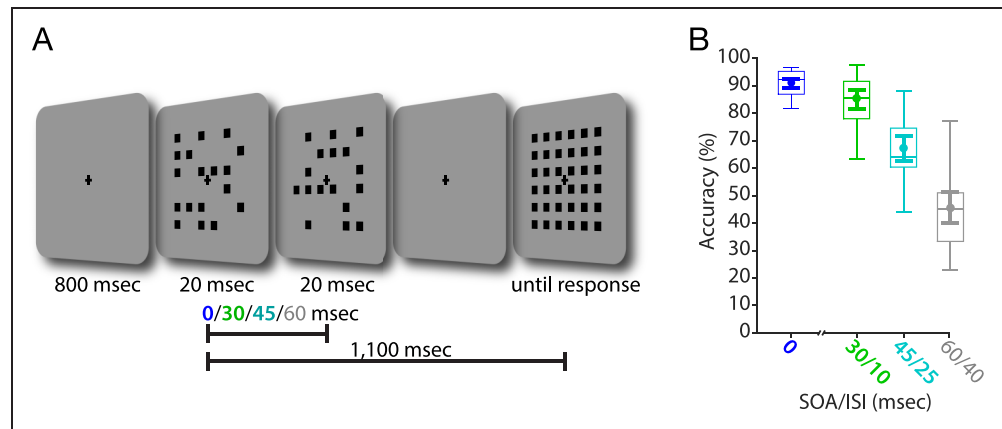 A
800 msec
20 msec
20 msec
until response
0/30/45/60 msec
1,100 msec
B
Accuracy (%)
100
90
80
70
60
50
40
30
20
10
0
0
30/10
45/25
60/40
SOA/ISI (msec)